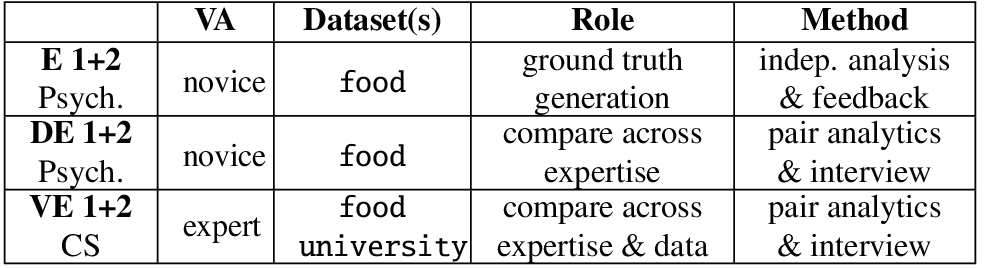 VA Dataset(s) Role Method
E 1+2 ground truth indep. analysis
novice food
Psych. generation & feedback
DE 1+2 compare across pair analytics
novice food
Psych. expertise & interview
VE 1+2 food compare across pair analytics
expert
CS university expertise & data & interview